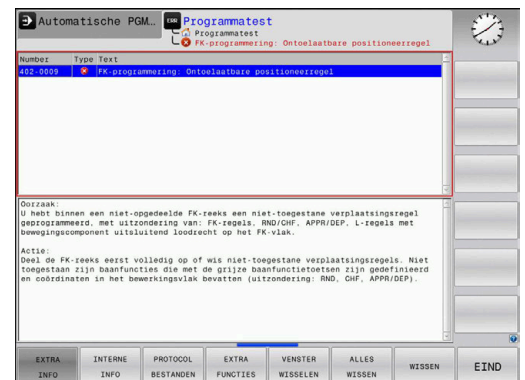 Automatische PGM...
ERR Programmatest
Programmatest
FK-programmering: Ontoelaatbare positioneerregel
Number Type Text
402-0009 FK-programmering: Ontoelaatbare positioneerregel
Oorzaak:
U hebt binnen een niet-opgedeelde FK-reeks een niet-toegestane verplaatsingsregel
geprogrammeerd, met uitzondering van: FK-regels, RND/CHF, APPR/DEP, L-regels met
bewegingscomponent uitsluitend loodrecht op het FK-vlak.
Actie:
Deel de FK-reeks eerst volledig op of wis niet-toegestane verplaatsingsregels. Niet
toegestaan zijn baanfuncties die met de grijze baanfunctietoetsen zijn gedefinieerd
en coördinaten in het bewerkingsvlak bevatten (uitzondering: RND, CHF, APPR/DEP).
EXTRA INFO
INTERNE INFO
PROTOCOL BESTANDEN
EXTRA FUNCTIES
VENSTER WISSELEN
ALLES WISSEN
WISSEN
EIND